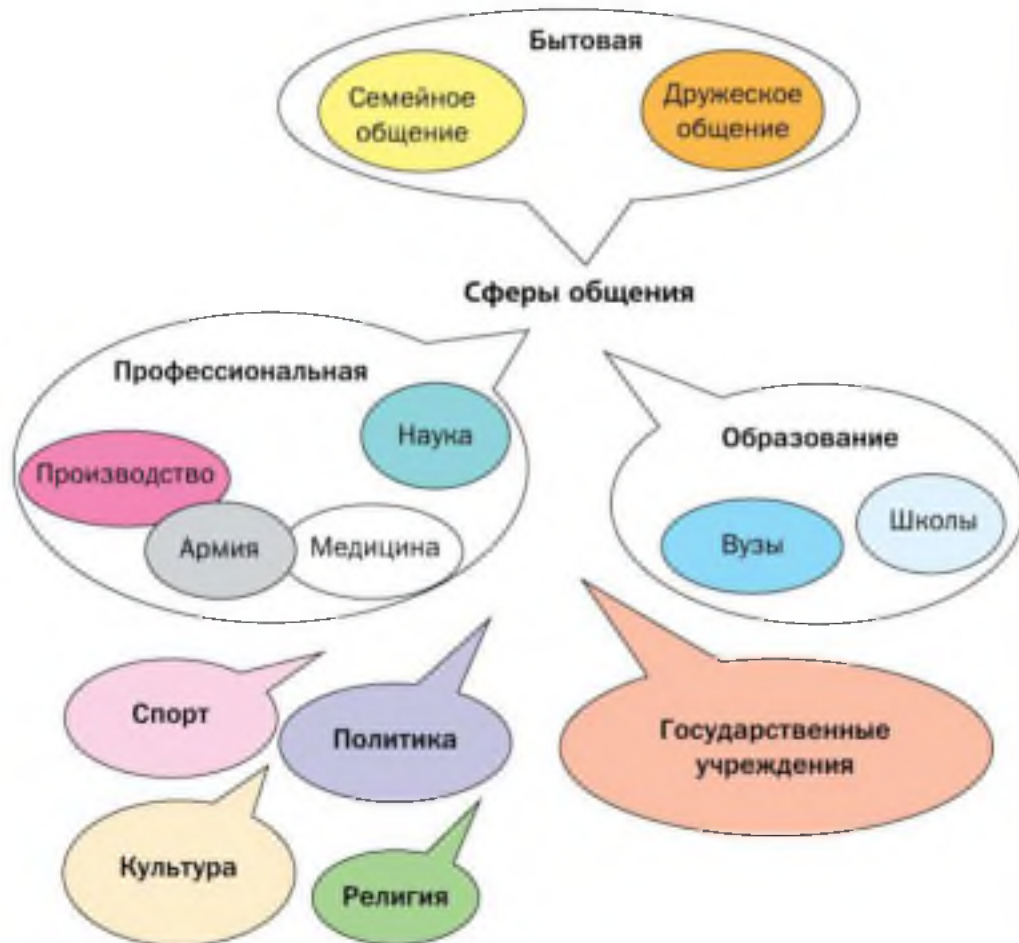 Бытовая
Семейное
общение
Дружеское
общение
Сферы общения
Профессиональная
Наука
Производство
Армия
Медицина
Образование
Вузы
Школы
Спорт
Политика
Государственные
учреждения
Культура
Религия